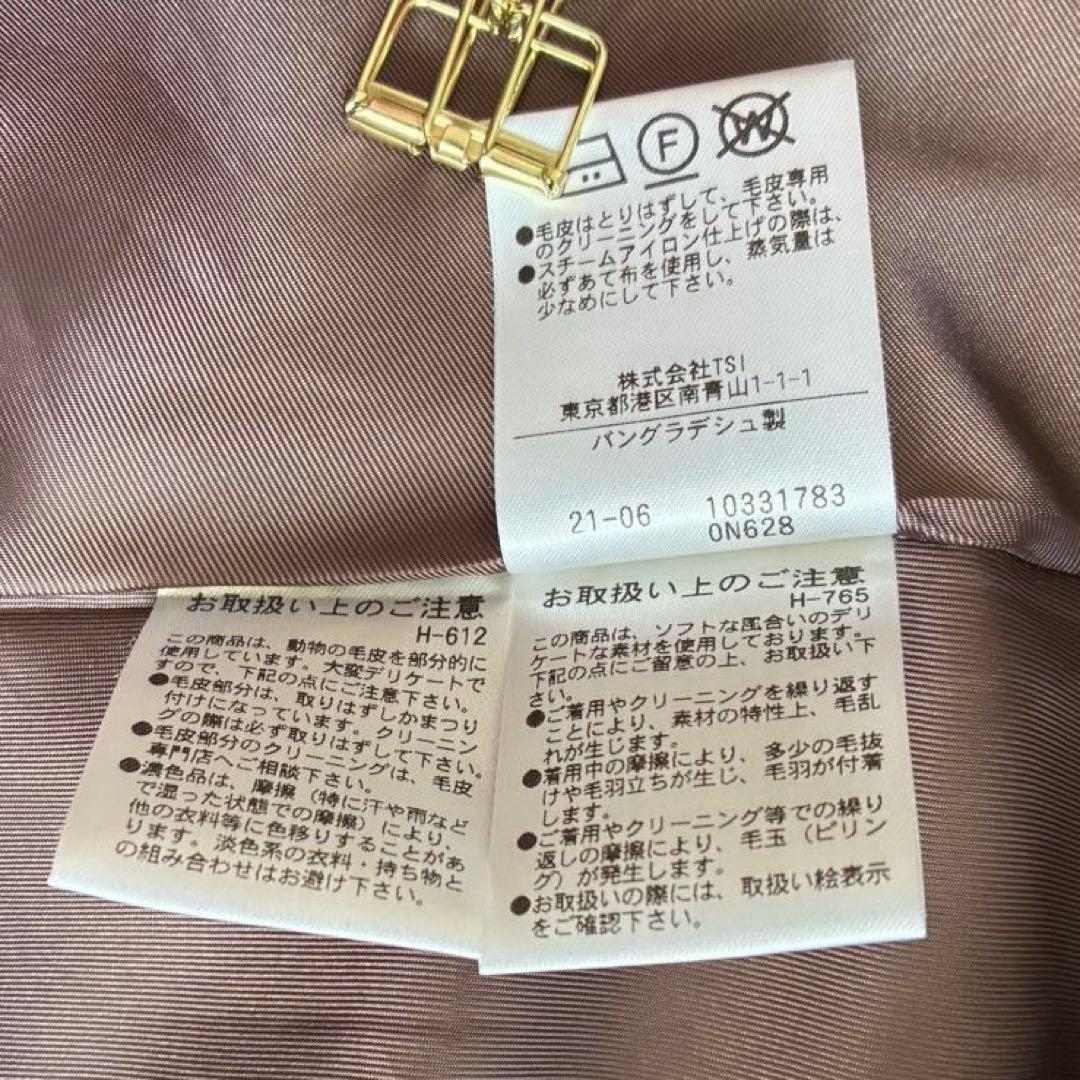 F
W
●毛皮はとりはずして、毛皮専用
のクリーニングをして下さい。
●スチームアイロン仕上げの際は、
必ずあて布を使用し、蒸気量は
少なめにして下さい。
株式会社TSI
東京都港区南青山1-1-1
バングラデシュ製
21-06 10331783
0N628
お取扱い上のご注意
H-612
この商品は、動物の毛皮を部分的に
使用しています。大変デリケートで
すので、下記の点にご注意下さい。
●毛皮部分は、取りはずしかまつり
付けになっています。クリーニン
グの際は必ず取りはずして下さい。
●毛皮部分のクリーニングは、毛皮
専門店へご相談下さい。
●濃色品は、摩擦（特に汗や雨など
で湿った状態での摩擦）により、
他の衣料等に色移りすることがあ
ります。淡色系の衣料・持ち物と
の組み合わせはお避け下さい。
お取扱い上のご注意
H-765
この商品は、ソフトな風合いのデリ
ケートな素材を使用しております。
下記の点にご留意の上、お取扱い下
さい。
●ご着用やクリーニングを繰り返す
ことにより、素材の特性上、毛乱
れが生じます。
●着用中の摩擦により、多少の毛抜
けや毛羽立ちが生じ、毛羽が付着
します。
●ご着用やクリーニング等での繰り
返しの摩擦により、毛玉（ピリン
グ）が発生します。
●お取扱いの際には、取扱い絵表示
をご確認下さい。